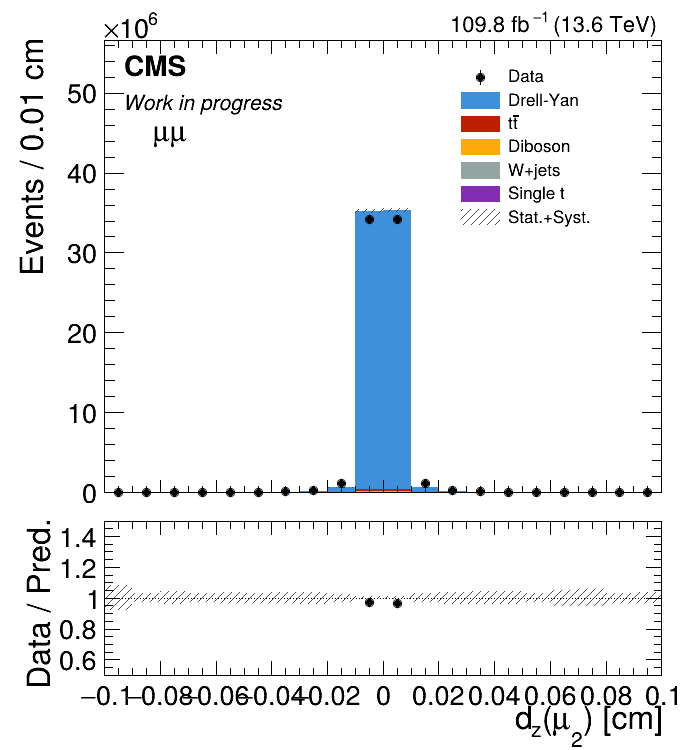 ×10⁶
109.8 fb⁻¹ (13.6 TeV)
CMS
Work in progress
μμ
Data
Drell-Yan
tt̅
Diboson
W+jets
Single t
Stat.+Syst.
Events / 0.01 cm
50
40
30
20
10
0
Data / Pred.
1.4
1.2
1
0.8
0.6
−0.1 −0.08 −0.06 −0.04 −0.02 0 0.02 0.04 0.06 0.08 0.1
d_z(μ_2) [cm]